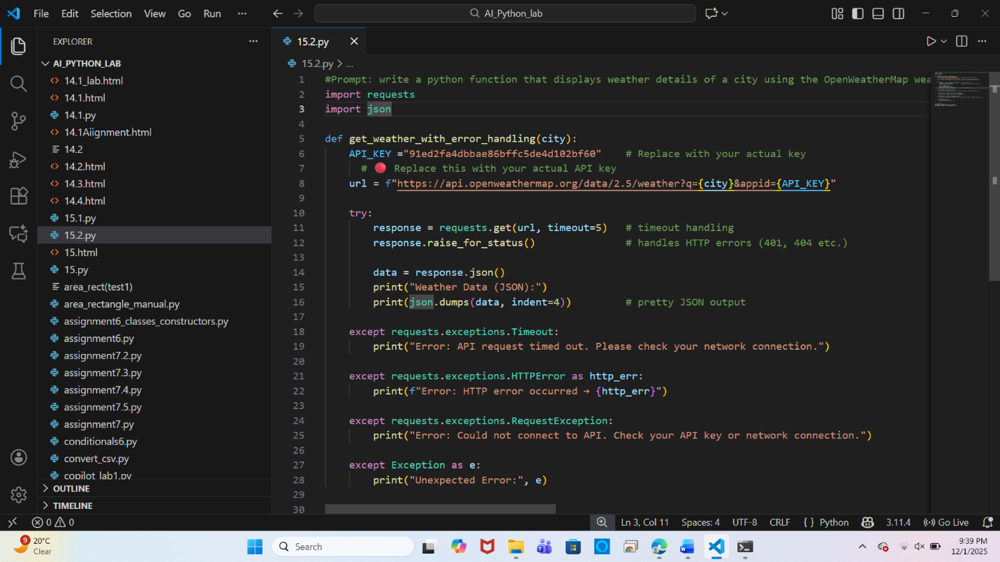 File Edit Selection View Go Run ··· AI_Python_lab
EXPLORER ···
AI_PYTHON_LAB
<> 14.1_lab.html
<> 14.1.html
14.1.py
<> 14.1Aiignment.html
14.2
<> 14.2.html
<> 14.3.html
<> 14.4.html
15.1.py
15.2.py
<> 15.html
15.py
area_rect(test1)
area_rectangle_manual.py
assignment6_classes_constructors.py
assignment6.py
assignment7.2.py
assignment7.3.py
assignment7.4.py
assignment7.5.py
assignment7.py
conditionals6.py
convert_csv.py
copilot_lab1.py
OUTLINE
TIMELINE
15.2.py
15.2.py > ...
1 #Prompt: write a python function that displays weather details of a city using the OpenWeatherMap wea
2 import requests
3 import json
4
5 def get_weather_with_error_handling(city):
6 API_KEY ="91ed2fa4dbbae86bffc5de4d102bf60" # Replace with your actual key
7 # 🔴 Replace this with your actual API key
8 url = f"https://api.openweathermap.org/data/2.5/weather?q={city}&appid={API_KEY}"
9
10 try:
11 response = requests.get(url, timeout=5) # timeout handling
12 response.raise_for_status() # handles HTTP errors (401, 404 etc.)
13
14 data = response.json()
15 print("Weather Data (JSON):")
16 print(json.dumps(data, indent=4)) # pretty JSON output
17
18 except requests.exceptions.Timeout:
19 print("Error: API request timed out. Please check your network connection.")
20
21 except requests.exceptions.HTTPError as http_err:
22 print(f"Error: HTTP error occurred → {http_err}")
23
24 except requests.exceptions.RequestException:
25 print("Error: Could not connect to API. Check your API key or network connection.")
26
27 except Exception as e:
28 print("Unexpected Error:", e)
29
30
0 0 Ln 3, Col 11 Spaces: 4 UTF-8 CRLF { } Python 3.11.4 Go Live
9 20°C
Clear
Search
9:39 PM
12/1/2025